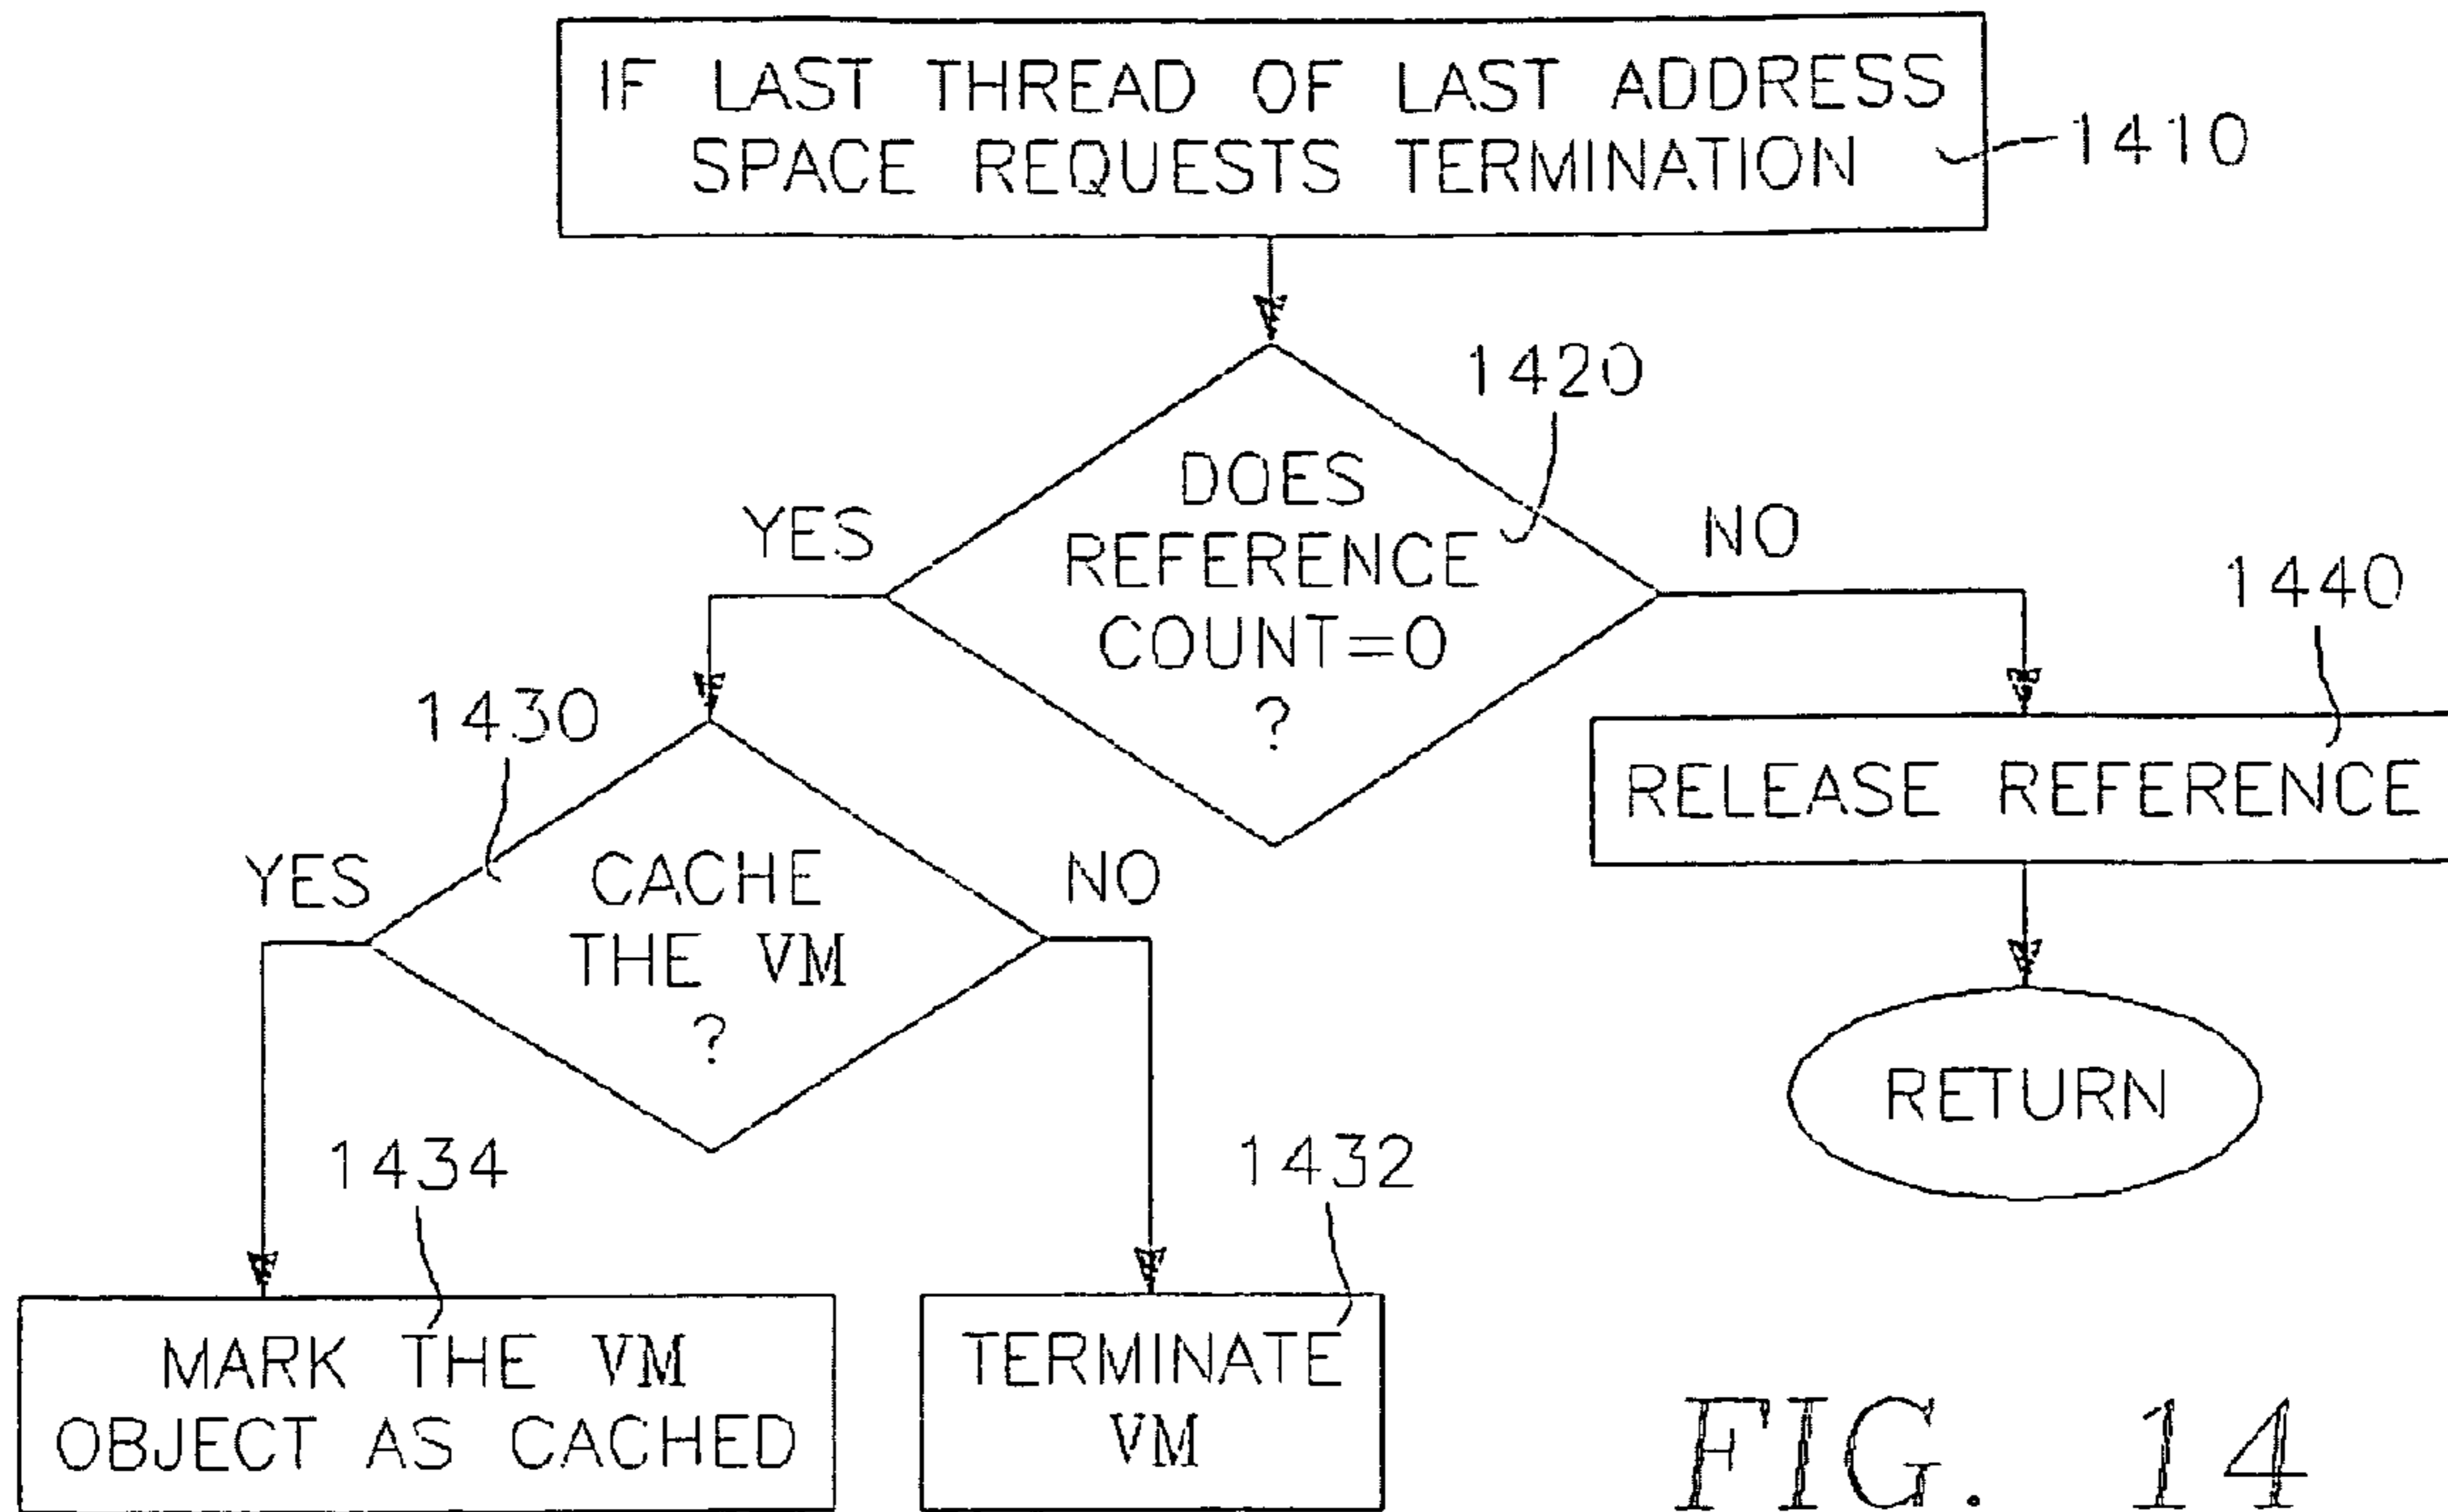 IF LAST THREAD OF LAST ADDRESS
SPACE REQUESTS TERMINATION
1410
1420
DOES
REFERENCE
COUNT=0
?
YES
NO
1440
RELEASE REFERENCE
RETURN
1430
CACHE
THE VM
?
YES
NO
1434
MARK THE VM
OBJECT AS CACHED
1432
TERMINATE
VM
FIG. 14